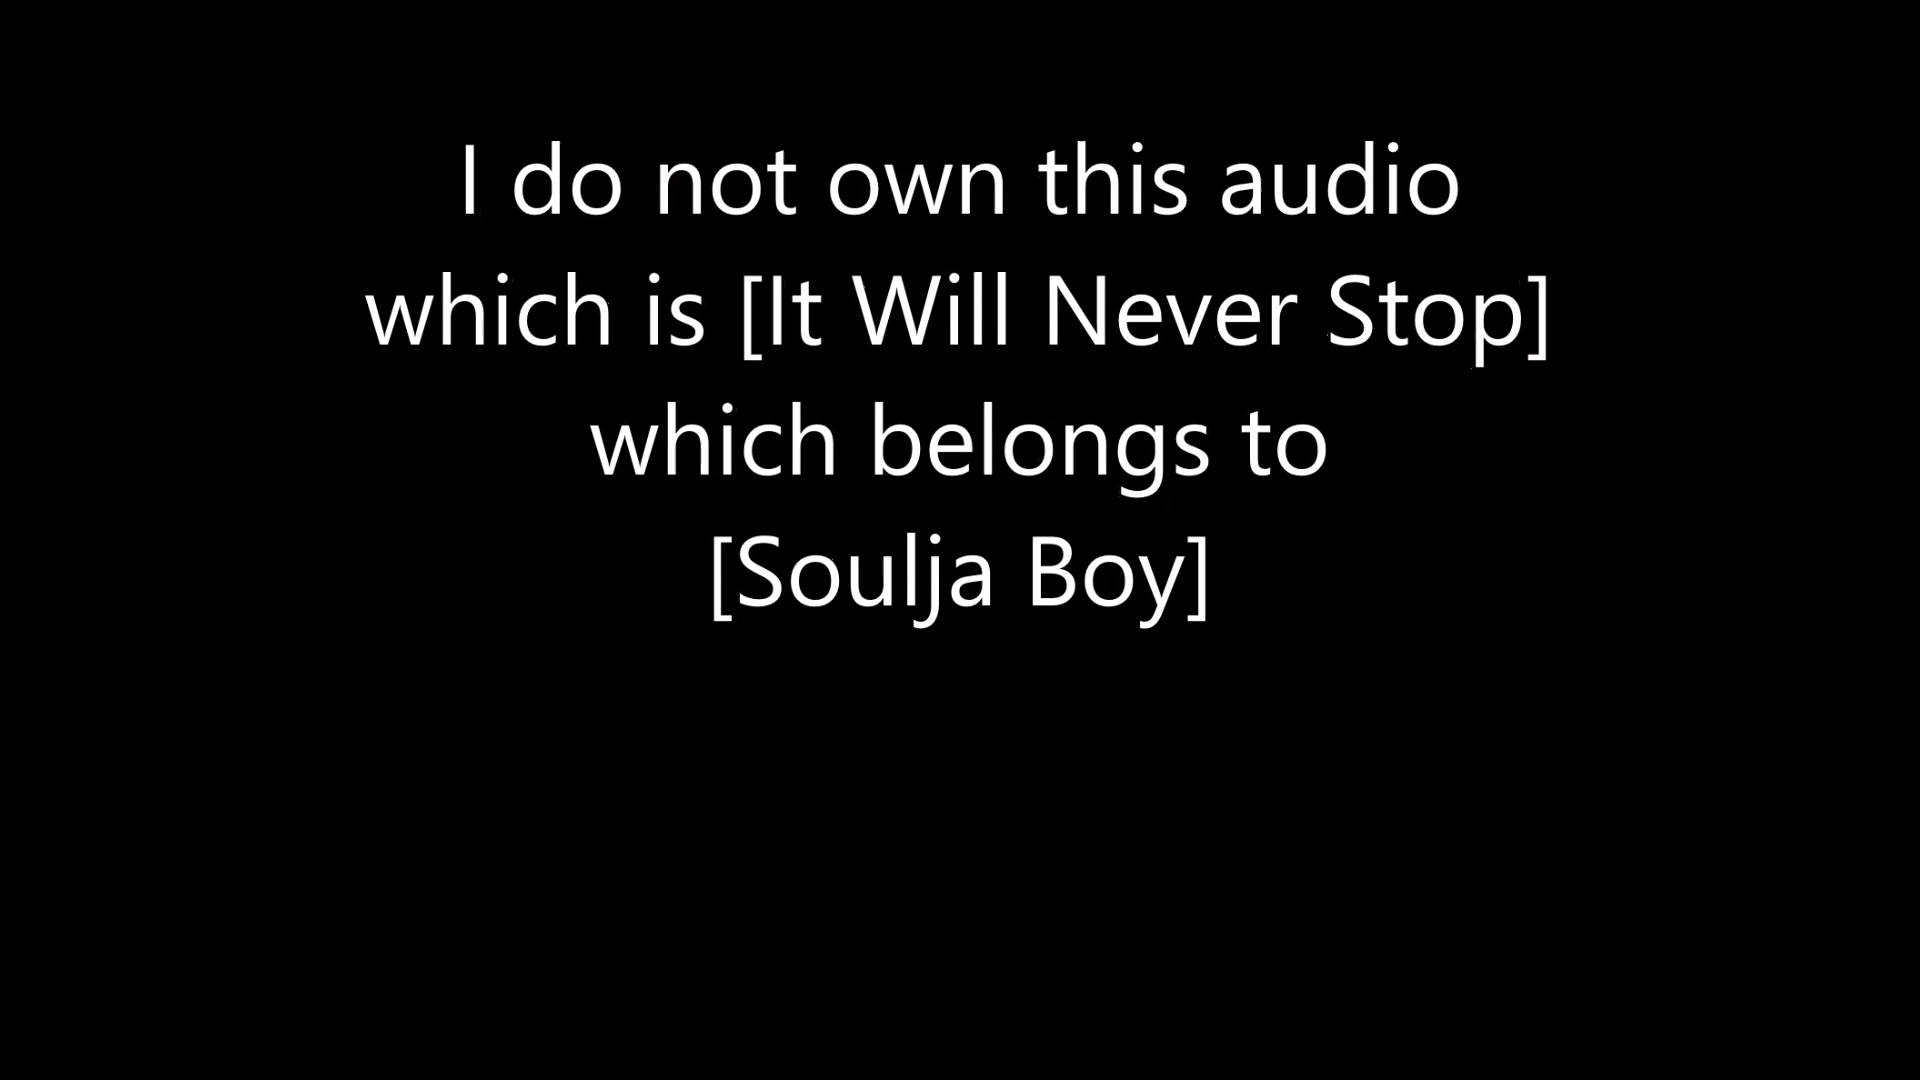 I do not own this audio
which is [It Will Never Stop]
which belongs to
[Soulja Boy]